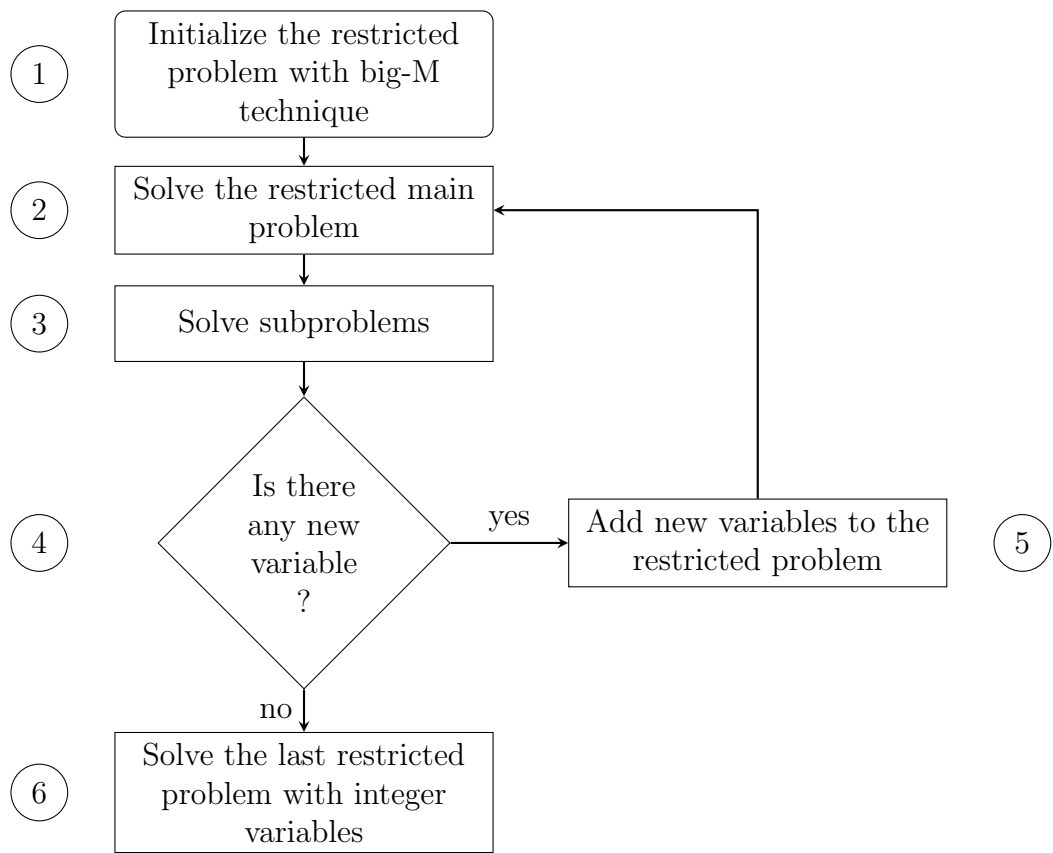 1
Initialize the restricted
problem with big-M
technique
2
Solve the restricted main
problem
3
Solve subproblems
4
Is there
any new
variable
?
yes
Add new variables to the
restricted problem
5
no
6
Solve the last restricted
problem with integer
variables